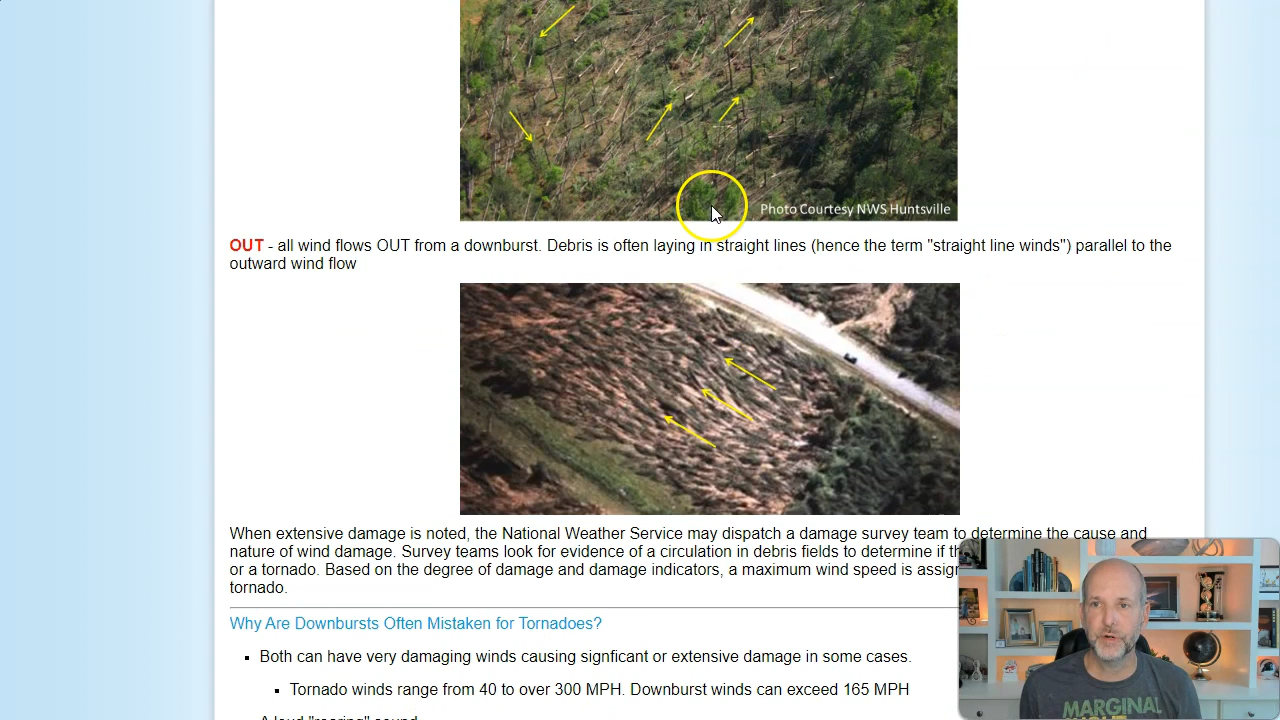 Photo Courtesy NWS Huntsville
OUT - all wind flows OUT from a downburst. Debris is often laying in straight lines (hence the term "straight line winds") parallel to the
outward wind flow
When extensive damage is noted, the National Weather Service may dispatch a damage survey team to determine the cause and
nature of wind damage. Survey teams look for evidence of a circulation in debris fields to determine if
or a tornado. Based on the degree of damage and damage indicators, a maximum wind speed is
tornado.
Why Are Downbursts Often Mistaken for Tornadoes?
Both can have very damaging winds causing signficant or extensive damage in some cases.
Tornado winds range from 40 to over 300 MPH. Downburst winds can exceed 165 MPH
A loud "roaring" sound
MARGINAL